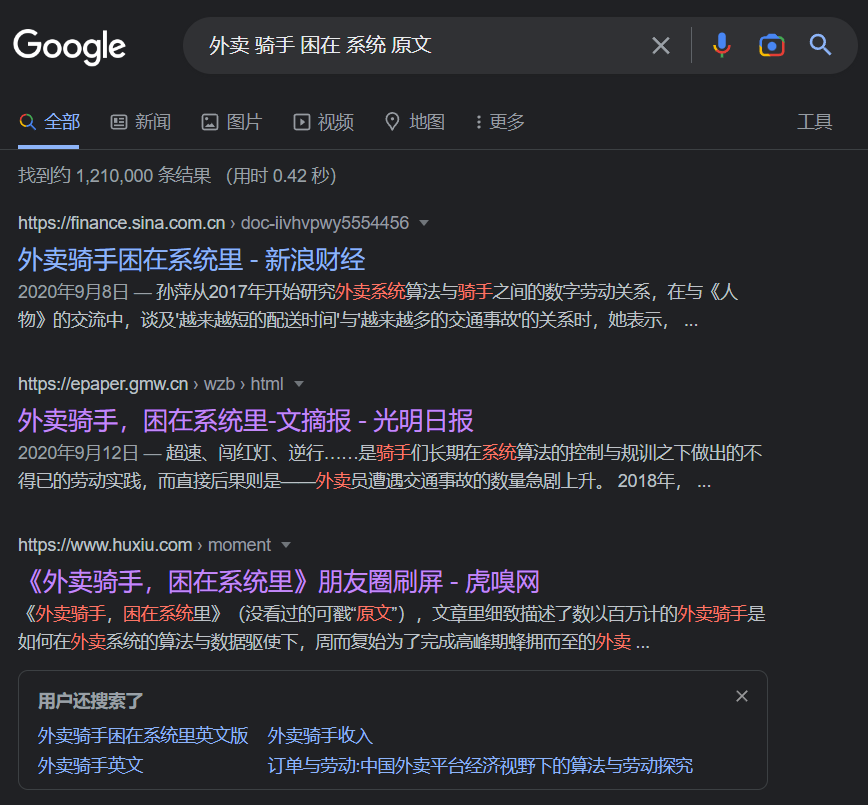 Google
外卖 骑手 困在 系统 原文
全部 新闻 图片 视频 地图 更多 工具
找到约 1,210,000 条结果 （用时 0.42 秒）
https://finance.sina.com.cn › doc-iivhvpwy5554456
外卖骑手困在系统里 - 新浪财经
2020年9月8日 — 孙萍从2017年开始研究外卖系统算法与骑手之间的数字劳动关系，在与《人
物》的交流中，谈及'越来越短的配送时间'与'越来越多的交通事故'的关系时，她表示， ...
https://epaper.gmw.cn › wzb › html
外卖骑手，困在系统里-文摘报 - 光明日报
2020年9月12日 — 超速、闯红灯、逆行……是骑手们长期在系统算法的控制与规训之下做出的不
得已的劳动实践，而直接后果则是——外卖员遭遇交通事故的数量急剧上升。 2018年， ...
https://www.huxiu.com › moment
《外卖骑手，困在系统里》朋友圈刷屏 - 虎嗅网
《外卖骑手，困在系统里》（没看过的可戳“原文”），文章里细致描述了数以百万计的外卖骑手是
如何在外卖系统的算法与数据驱使下，周而复始为了完成高峰期蜂拥而至的外卖 ...
用户还搜索了
外卖骑手困在系统里英文版 外卖骑手收入
外卖骑手英文 订单与劳动:中国外卖平台经济视野下的算法与劳动探究